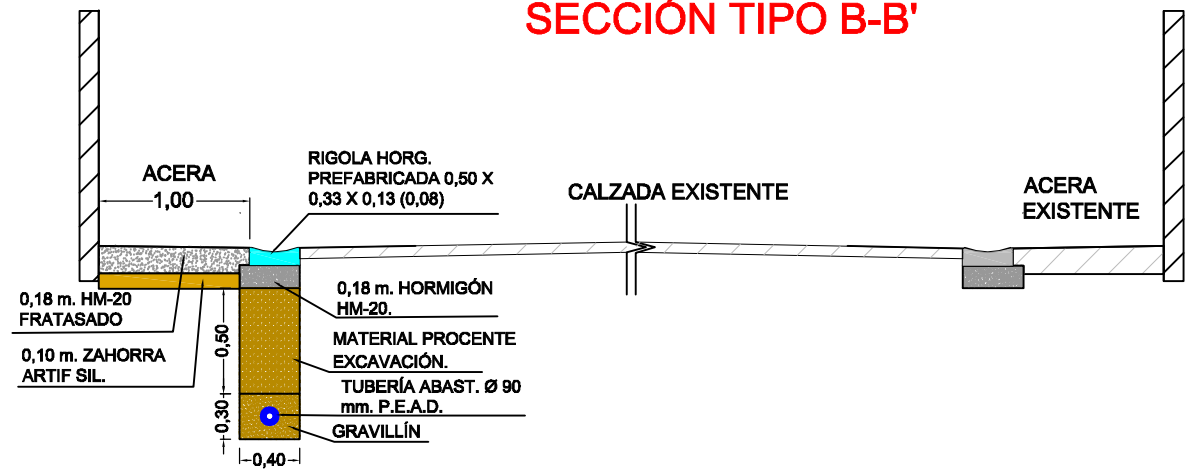 SECCIÓN TIPO B-B'
ACERA
1,00
RIGOLA HORG.
PREFABRICADA 0,50 X
0,33 X 0,13 (0,08)
CALZADA EXISTENTE
ACERA
EXISTENTE
0,18 m. HM-20
FRATASADO
0,10 m. ZAHORRA
ARTIF SIL.
0,18 m. HORMIGÓN
HM-20.
0,50
MATERIAL PROCENTE
EXCAVACIÓN.
TUBERÍA ABAST. Ø 90
mm. P.E.A.D.
0,30
GRAVILLÍN
0,40